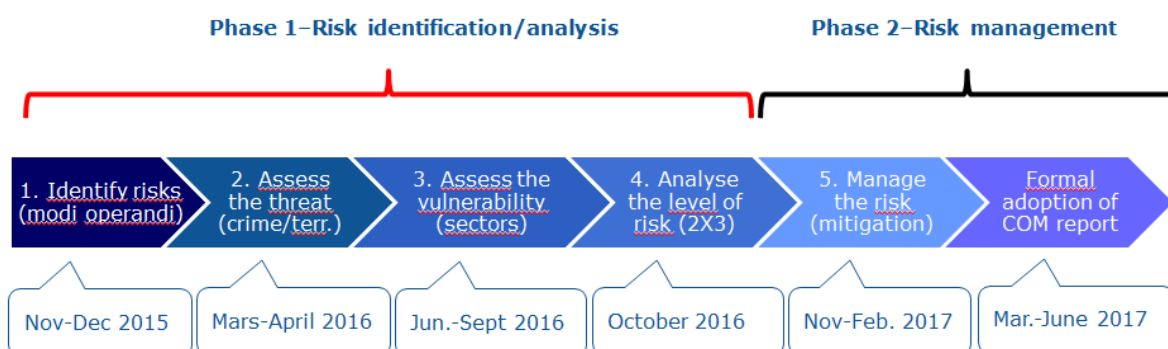 Phase 1–Risk identification/analysis
Phase 2–Risk management
1. Identify risks
(modi operandi)
2. Assess
the threat
(crime/terr.)
3. Assess the
vulnerability
(sectors)
4. Analyse
the level of
risk (2X3)
5. Manage
the risk
(mitigation)
Formal
adoption of
COM report
Nov-Dec 2015
Mars-April 2016
Jun.-Sept 2016
October 2016
Nov-Feb. 2017
Mar.-June 2017